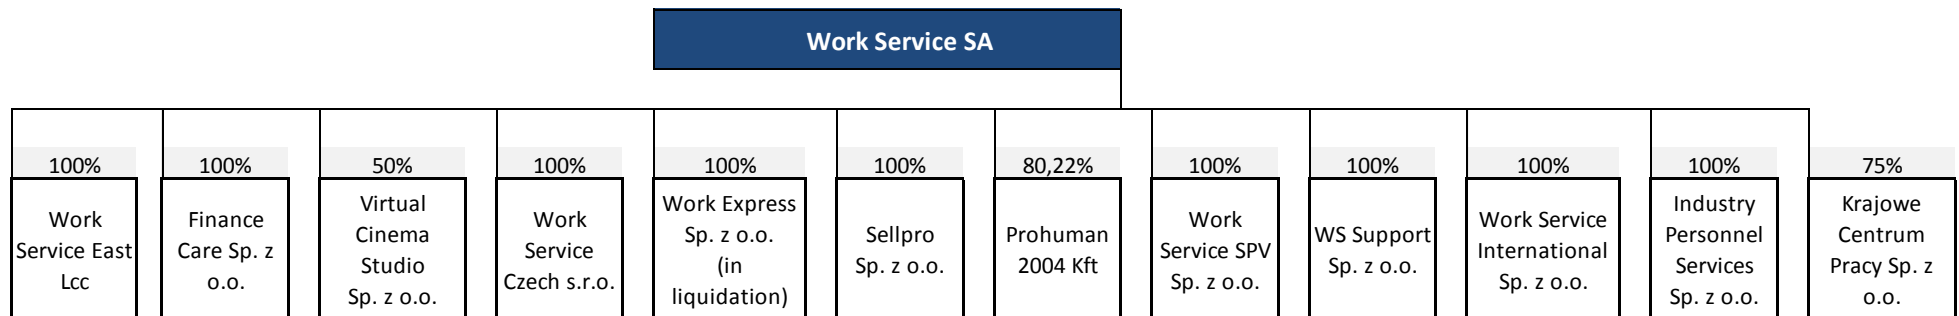 Work Service SA
100%
100%
50%
100%
100%
100%
80,22%
100%
100%
100%
100%
75%
Work
Service East
Lcc
Finance
Care Sp. z
o.o.
Virtual
Cinema
Studio
Sp. z o.o.
Work
Service
Czech s.r.o.
Work Express
Sp. z o.o.
(in
liquidation)
Sellpro
Sp. z o.o.
Prohuman
2004 Kft
Work
Service SPV
Sp. z o.o.
WS Support
Sp. z o.o.
Work Service
International
Sp. z o.o.
Industry
Personnel
Services
Sp. z o.o.
Krajowe
Centrum
Pracy Sp. z
o.o.